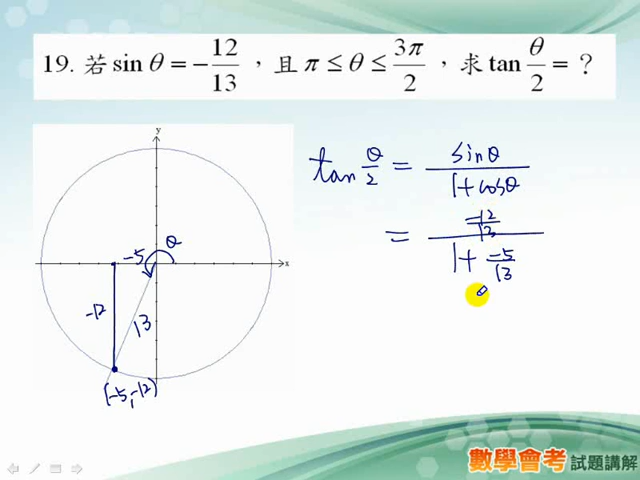 19. 若 sin θ = −12/13，且 π ≤ θ ≤ 3π/2，求 tan θ/2 = ？
y
tan θ/2 = sinθ/(1+cosθ)
= (-12/13)/(1+ -5/13)
θ
-5
x
-12
13
(-5,-12)
數學會考試題講解